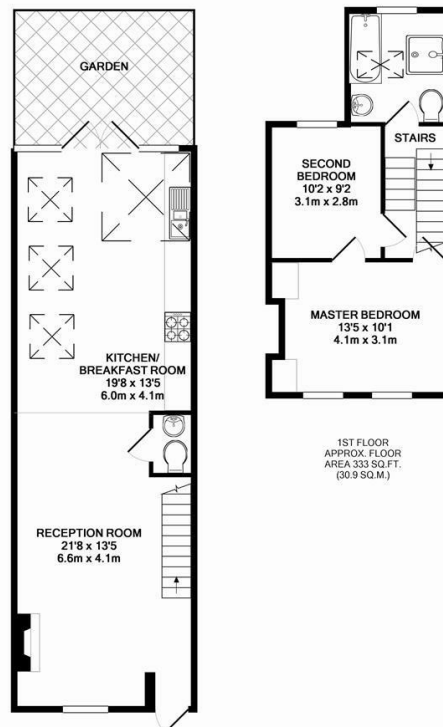 GARDEN
KITCHEN/
BREAKFAST ROOM
19'8 x 13'5
6.0m x 4.1m
RECEPTION ROOM
21'8 x 13'5
6.6m x 4.1m
STAIRS
SECOND
BEDROOM
10'2 x 9'2
3.1m x 2.8m
MASTER BEDROOM
13'5 x 10'1
4.1m x 3.1m
1ST FLOOR
APPROX. FLOOR
AREA 333 SQ.FT.
(30.9 SQ.M.)